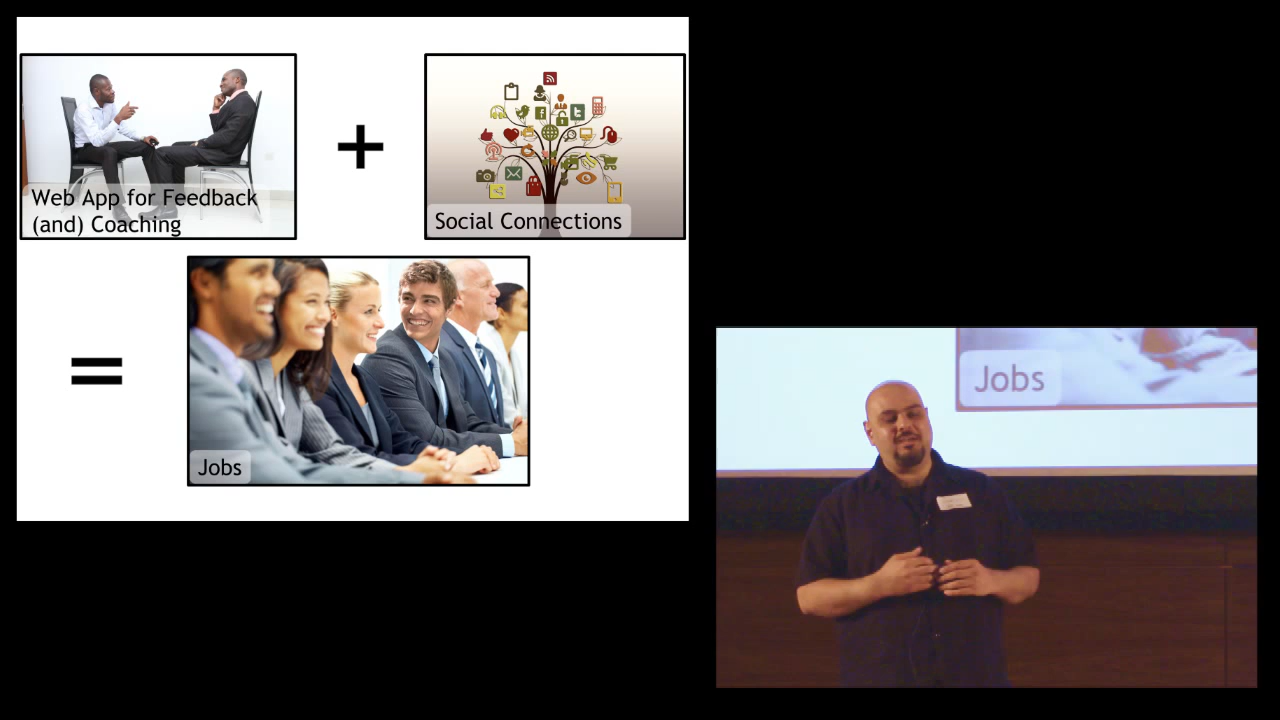 Web App for Feedback
(and) Coaching
+
Social Connections
=
Jobs
Jobs